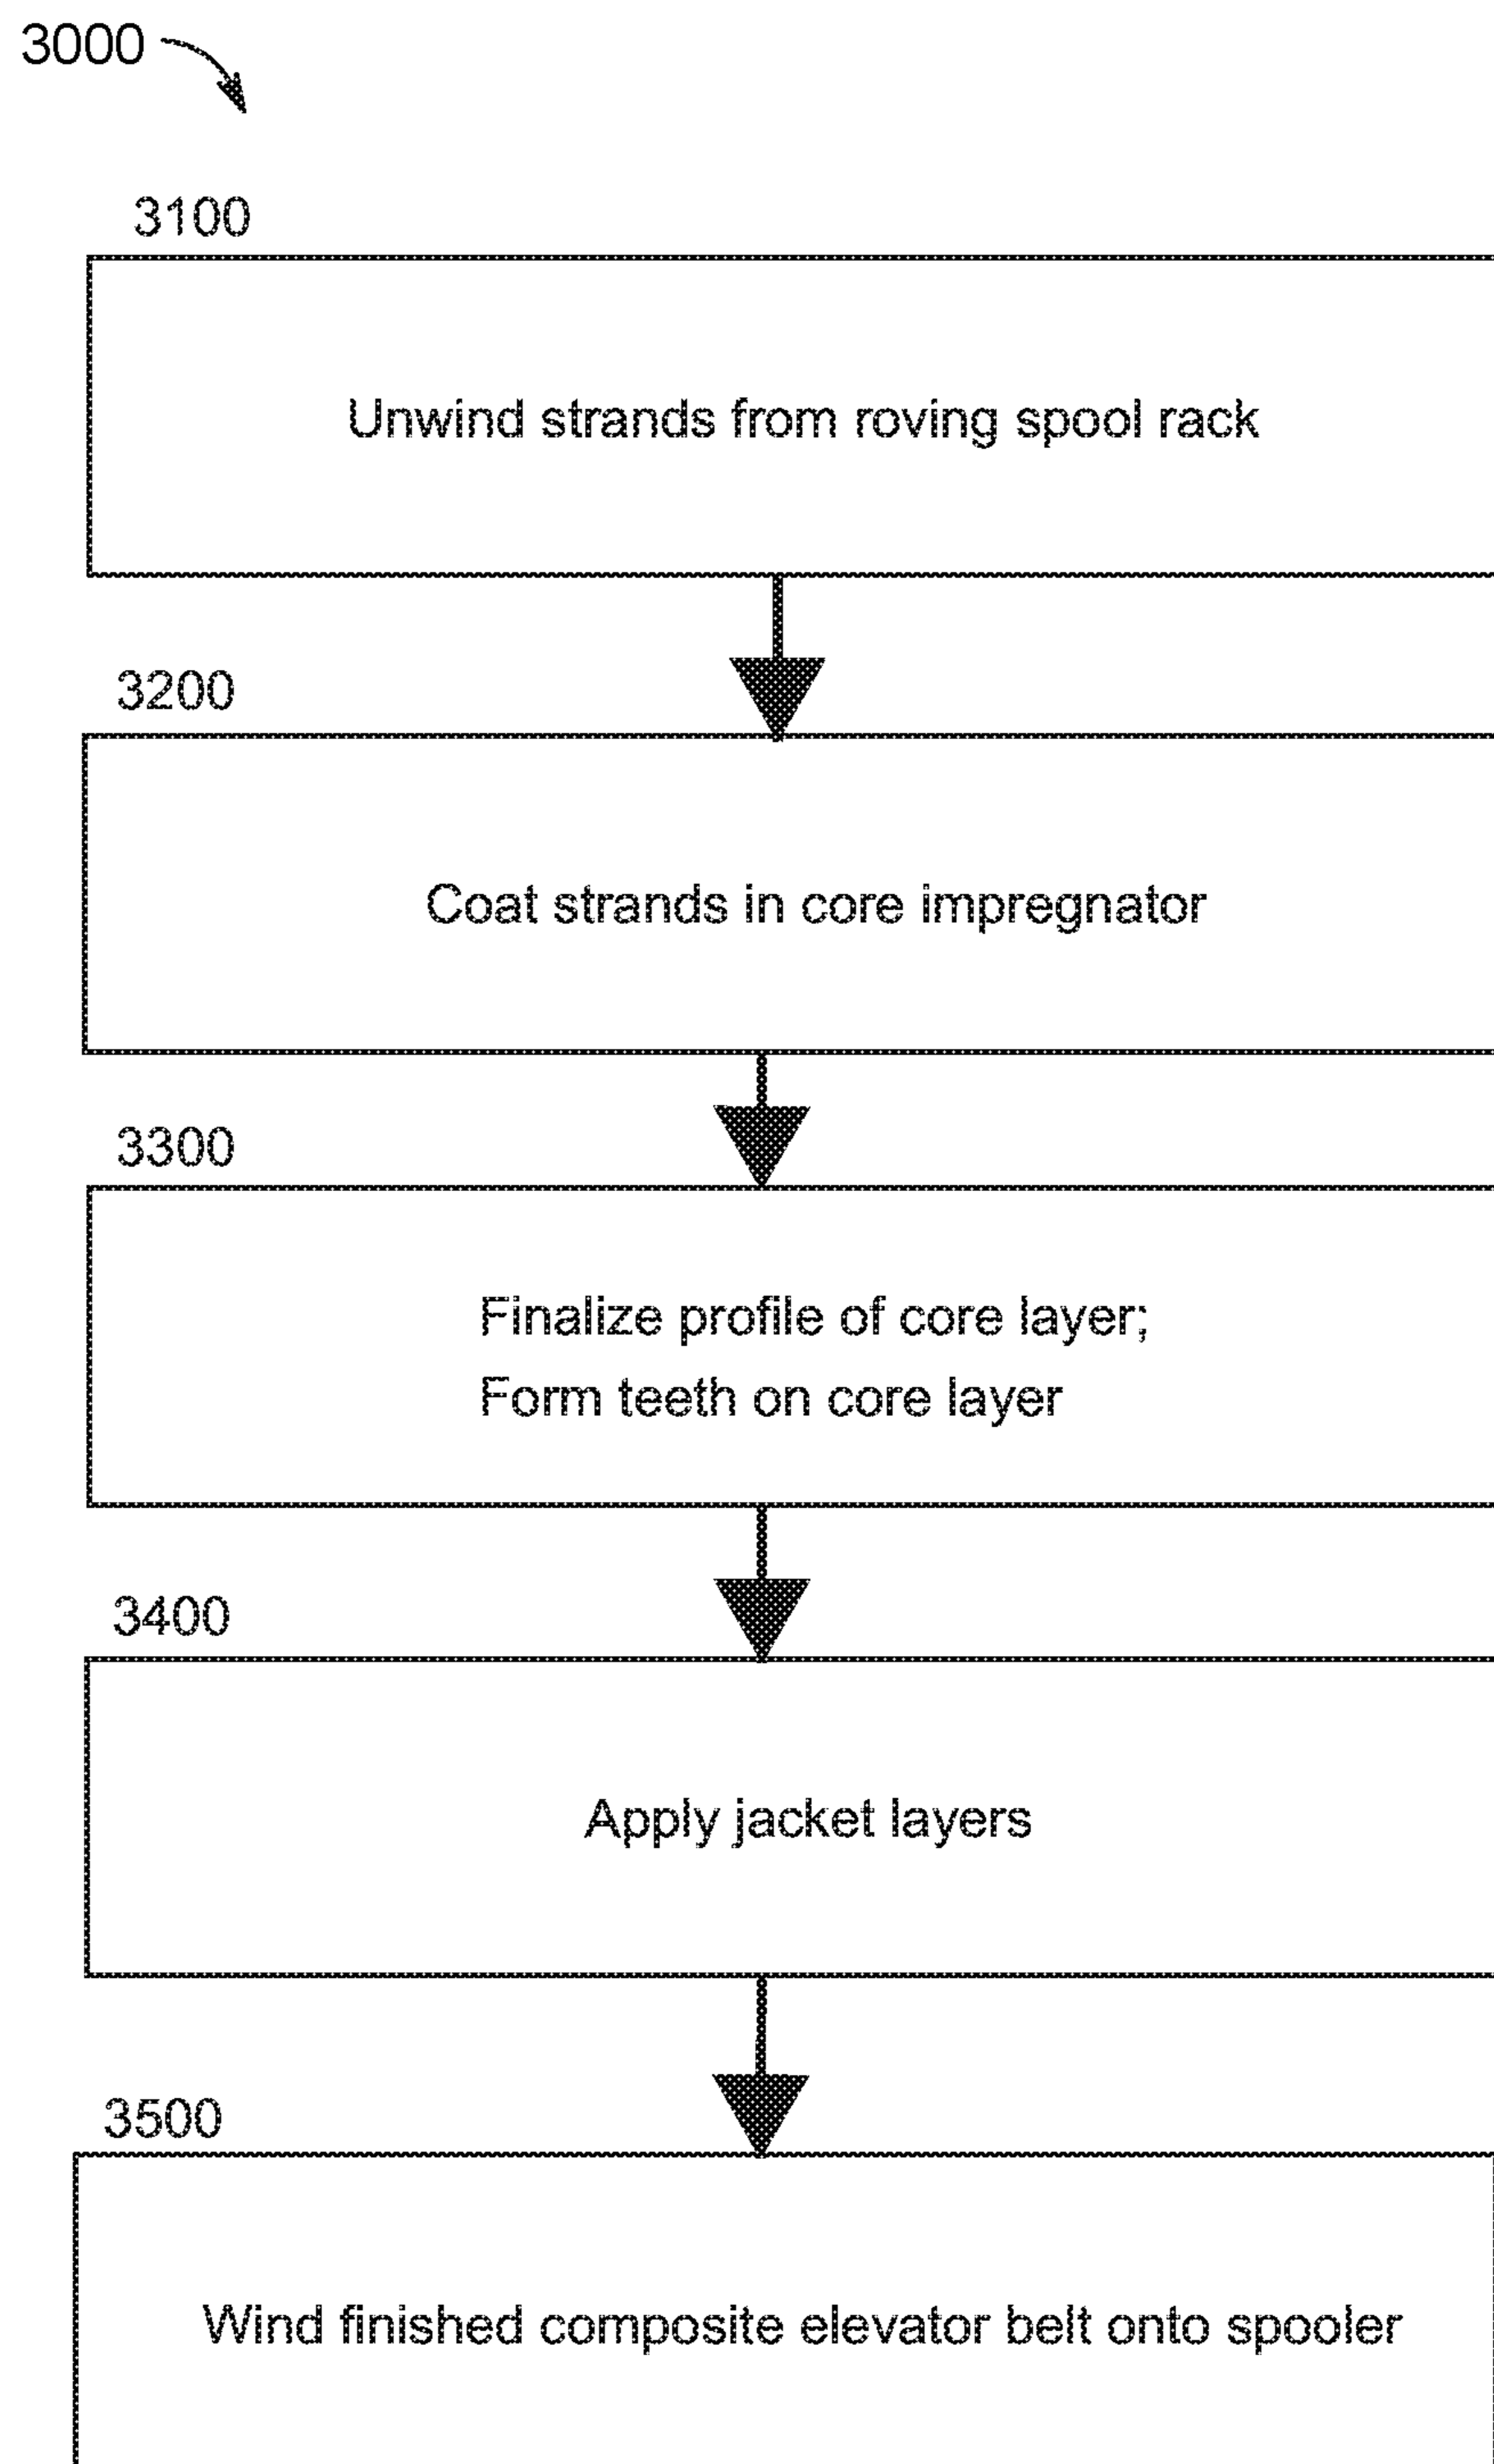 3000
3100
Unwind strands from roving spool rack
3200
Coat strands in core impregnator
3300
Finalize profile of core layer;
Form teeth on core layer
3400
Apply jacket layers
3500
Wind finished composite elevator belt onto spooler